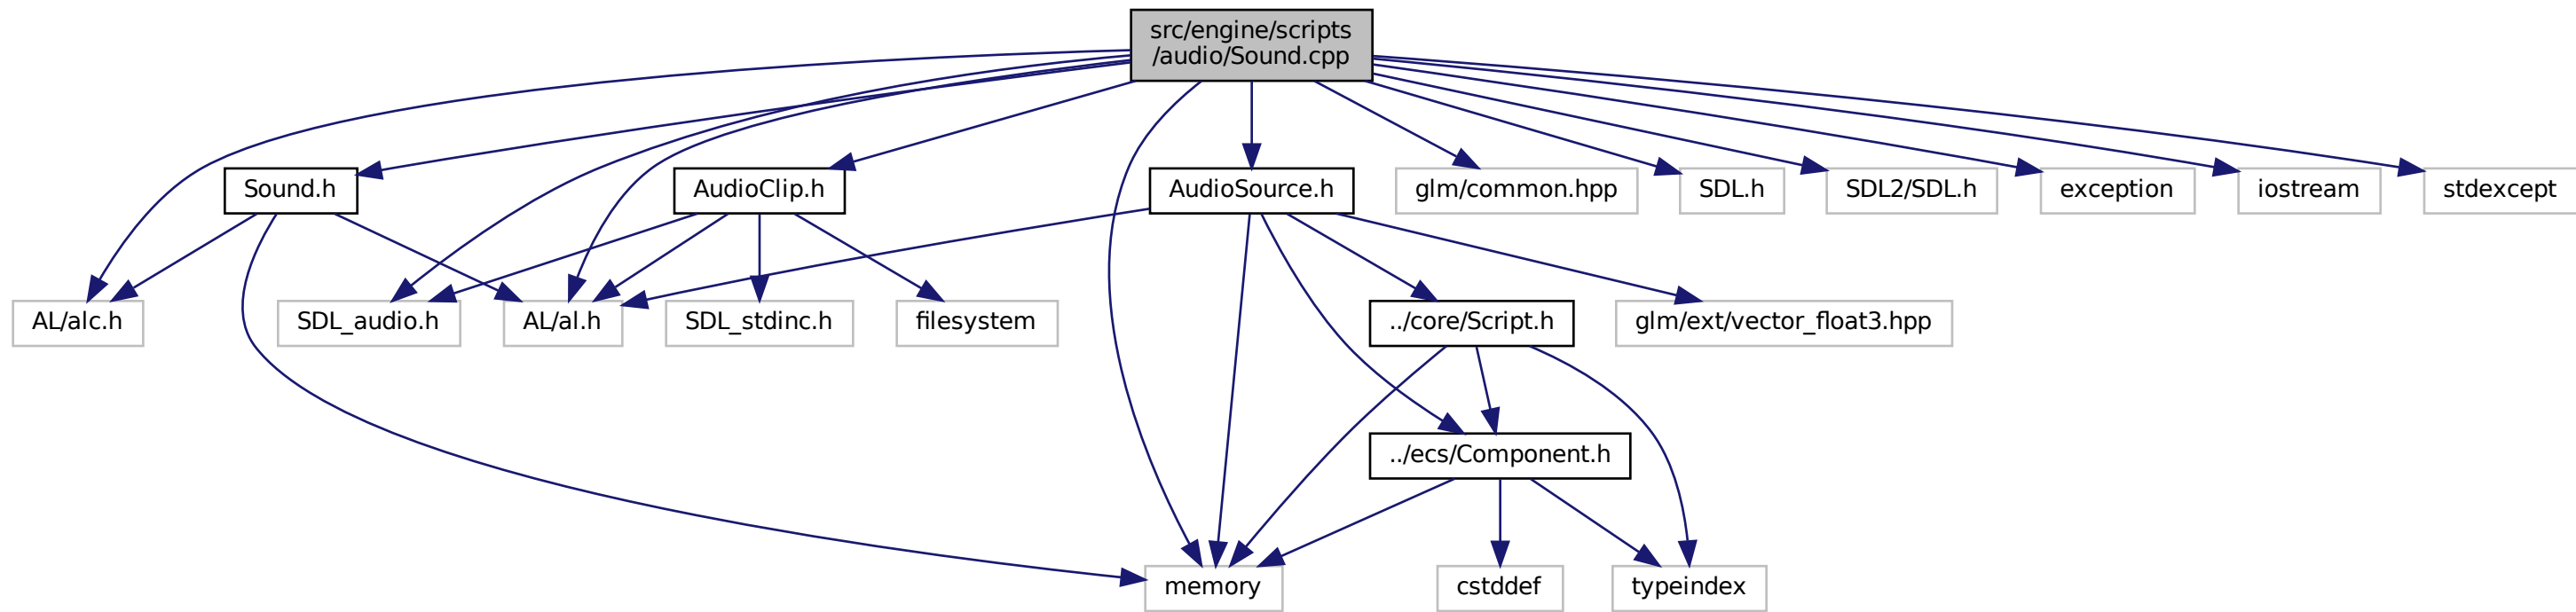 src/engine/scripts
/audio/Sound.cpp
Sound.h
AudioClip.h
AudioSource.h
glm/common.hpp
SDL.h
SDL2/SDL.h
exception
iostream
stdexcept
AL/alc.h
SDL_audio.h
AL/al.h
SDL_stdinc.h
filesystem
../core/Script.h
glm/ext/vector_float3.hpp
../ecs/Component.h
memory
cstddef
typeindex